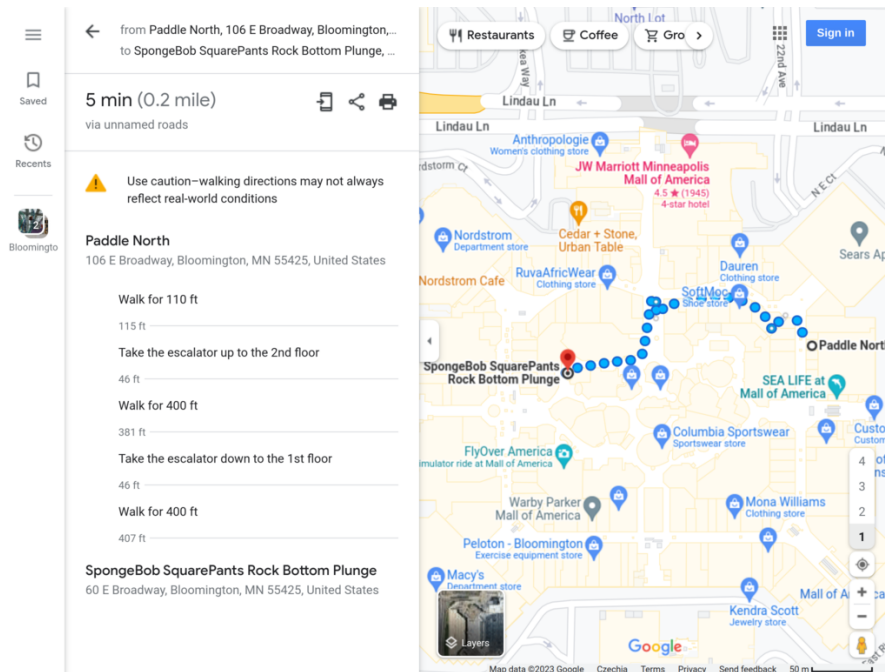 from Paddle North, 106 E Broadway, Bloomington,...
to SpongeBob SquarePants Rock Bottom Plunge, ...
Saved
Recents
Bloomingto
5 min (0.2 mile)
via unnamed roads
Use caution–walking directions may not always
reflect real-world conditions
Paddle North
106 E Broadway, Bloomington, MN 55425, United States
Walk for 110 ft
115 ft
Take the escalator up to the 2nd floor
46 ft
Walk for 400 ft
381 ft
Take the escalator down to the 1st floor
46 ft
Walk for 400 ft
407 ft
SpongeBob SquarePants Rock Bottom Plunge
60 E Broadway, Bloomington, MN 55425, United States
North Lot
Restaurants
Coffee
Gro
Sign in
22nd Ave
Lindau Ln
Lindau Ln
Lindau Ln
Anthropologie
Women's clothing store
JW Marriott Minneapolis
Mall of America
4.5 ★ (1945)
4-star hotel
rdstrom Ct
N E Ct
Nordstrom
Department store
Cedar + Stone,
Urban Table
Sears Ap
Dauren
Clothing store
RuvaAfricWear
Clothing store
Nordstrom Cafe
SoftMoc
Shoe store
Paddle North
SpongeBob SquarePants
Rock Bottom Plunge
SEA LIFE at
Mall of America
Columbia Sportswear
Sportswear store
Custo
Custom
FlyOver America
imulator ride at Mall of America
4
3
2
1
Warby Parker
Mall of America
Mona Williams
Clothing store
Peloton - Bloomington
Exercise equipment store
Macy's
Department store
Mall of A
Kendra Scott
Jewelry store
Layers
Google
Map data ©2023 Google
Czechia
Terms
Privacy
Send feedback
50 m